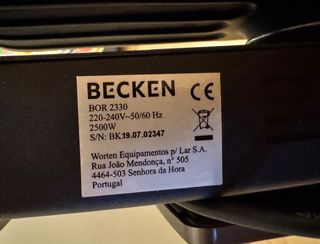 BECKEN CE
BOR 2330
220-240V~50/60 Hz
2500W
S/N: BK19.07.02347
Worten Equipamentos p/ Lar S.A.
Rua João Mendonça, n° 505
4464-503 Senhora da Hora
Portugal